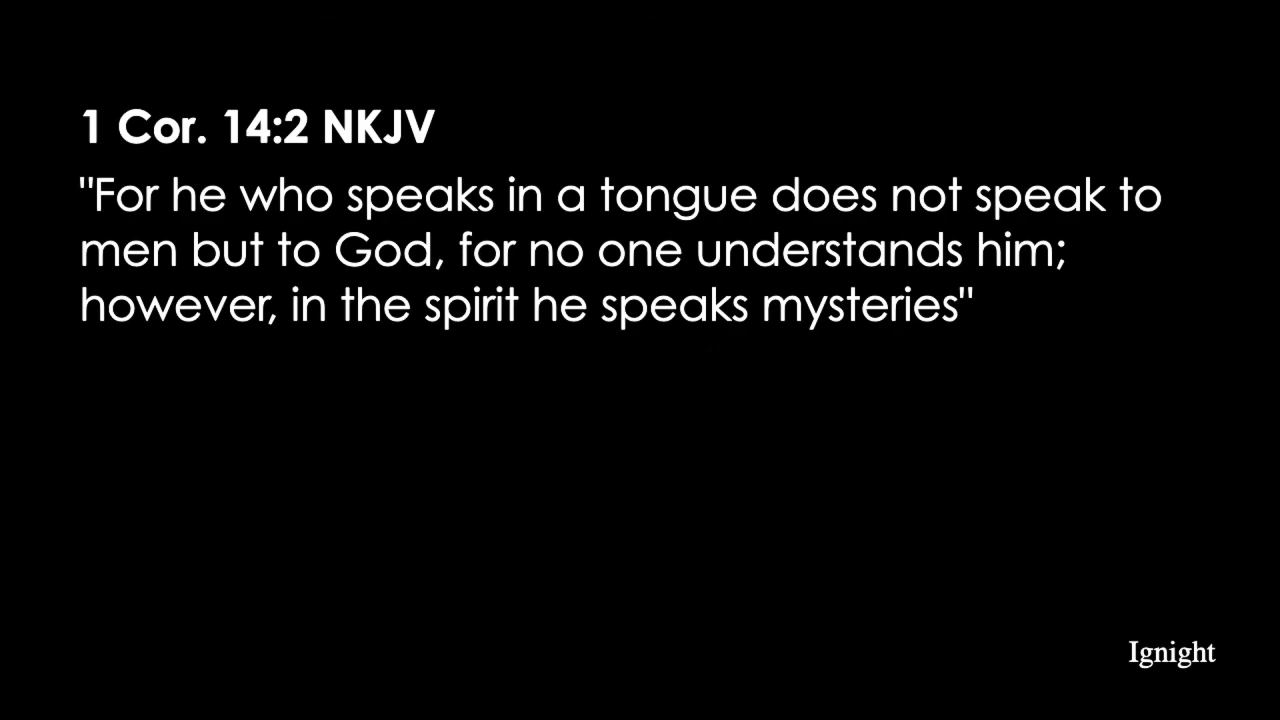 1 Cor. 14:2 NKJV
"For he who speaks in a tongue does not speak to
men but to God, for no one understands him;
however, in the spirit he speaks mysteries"
Ignight